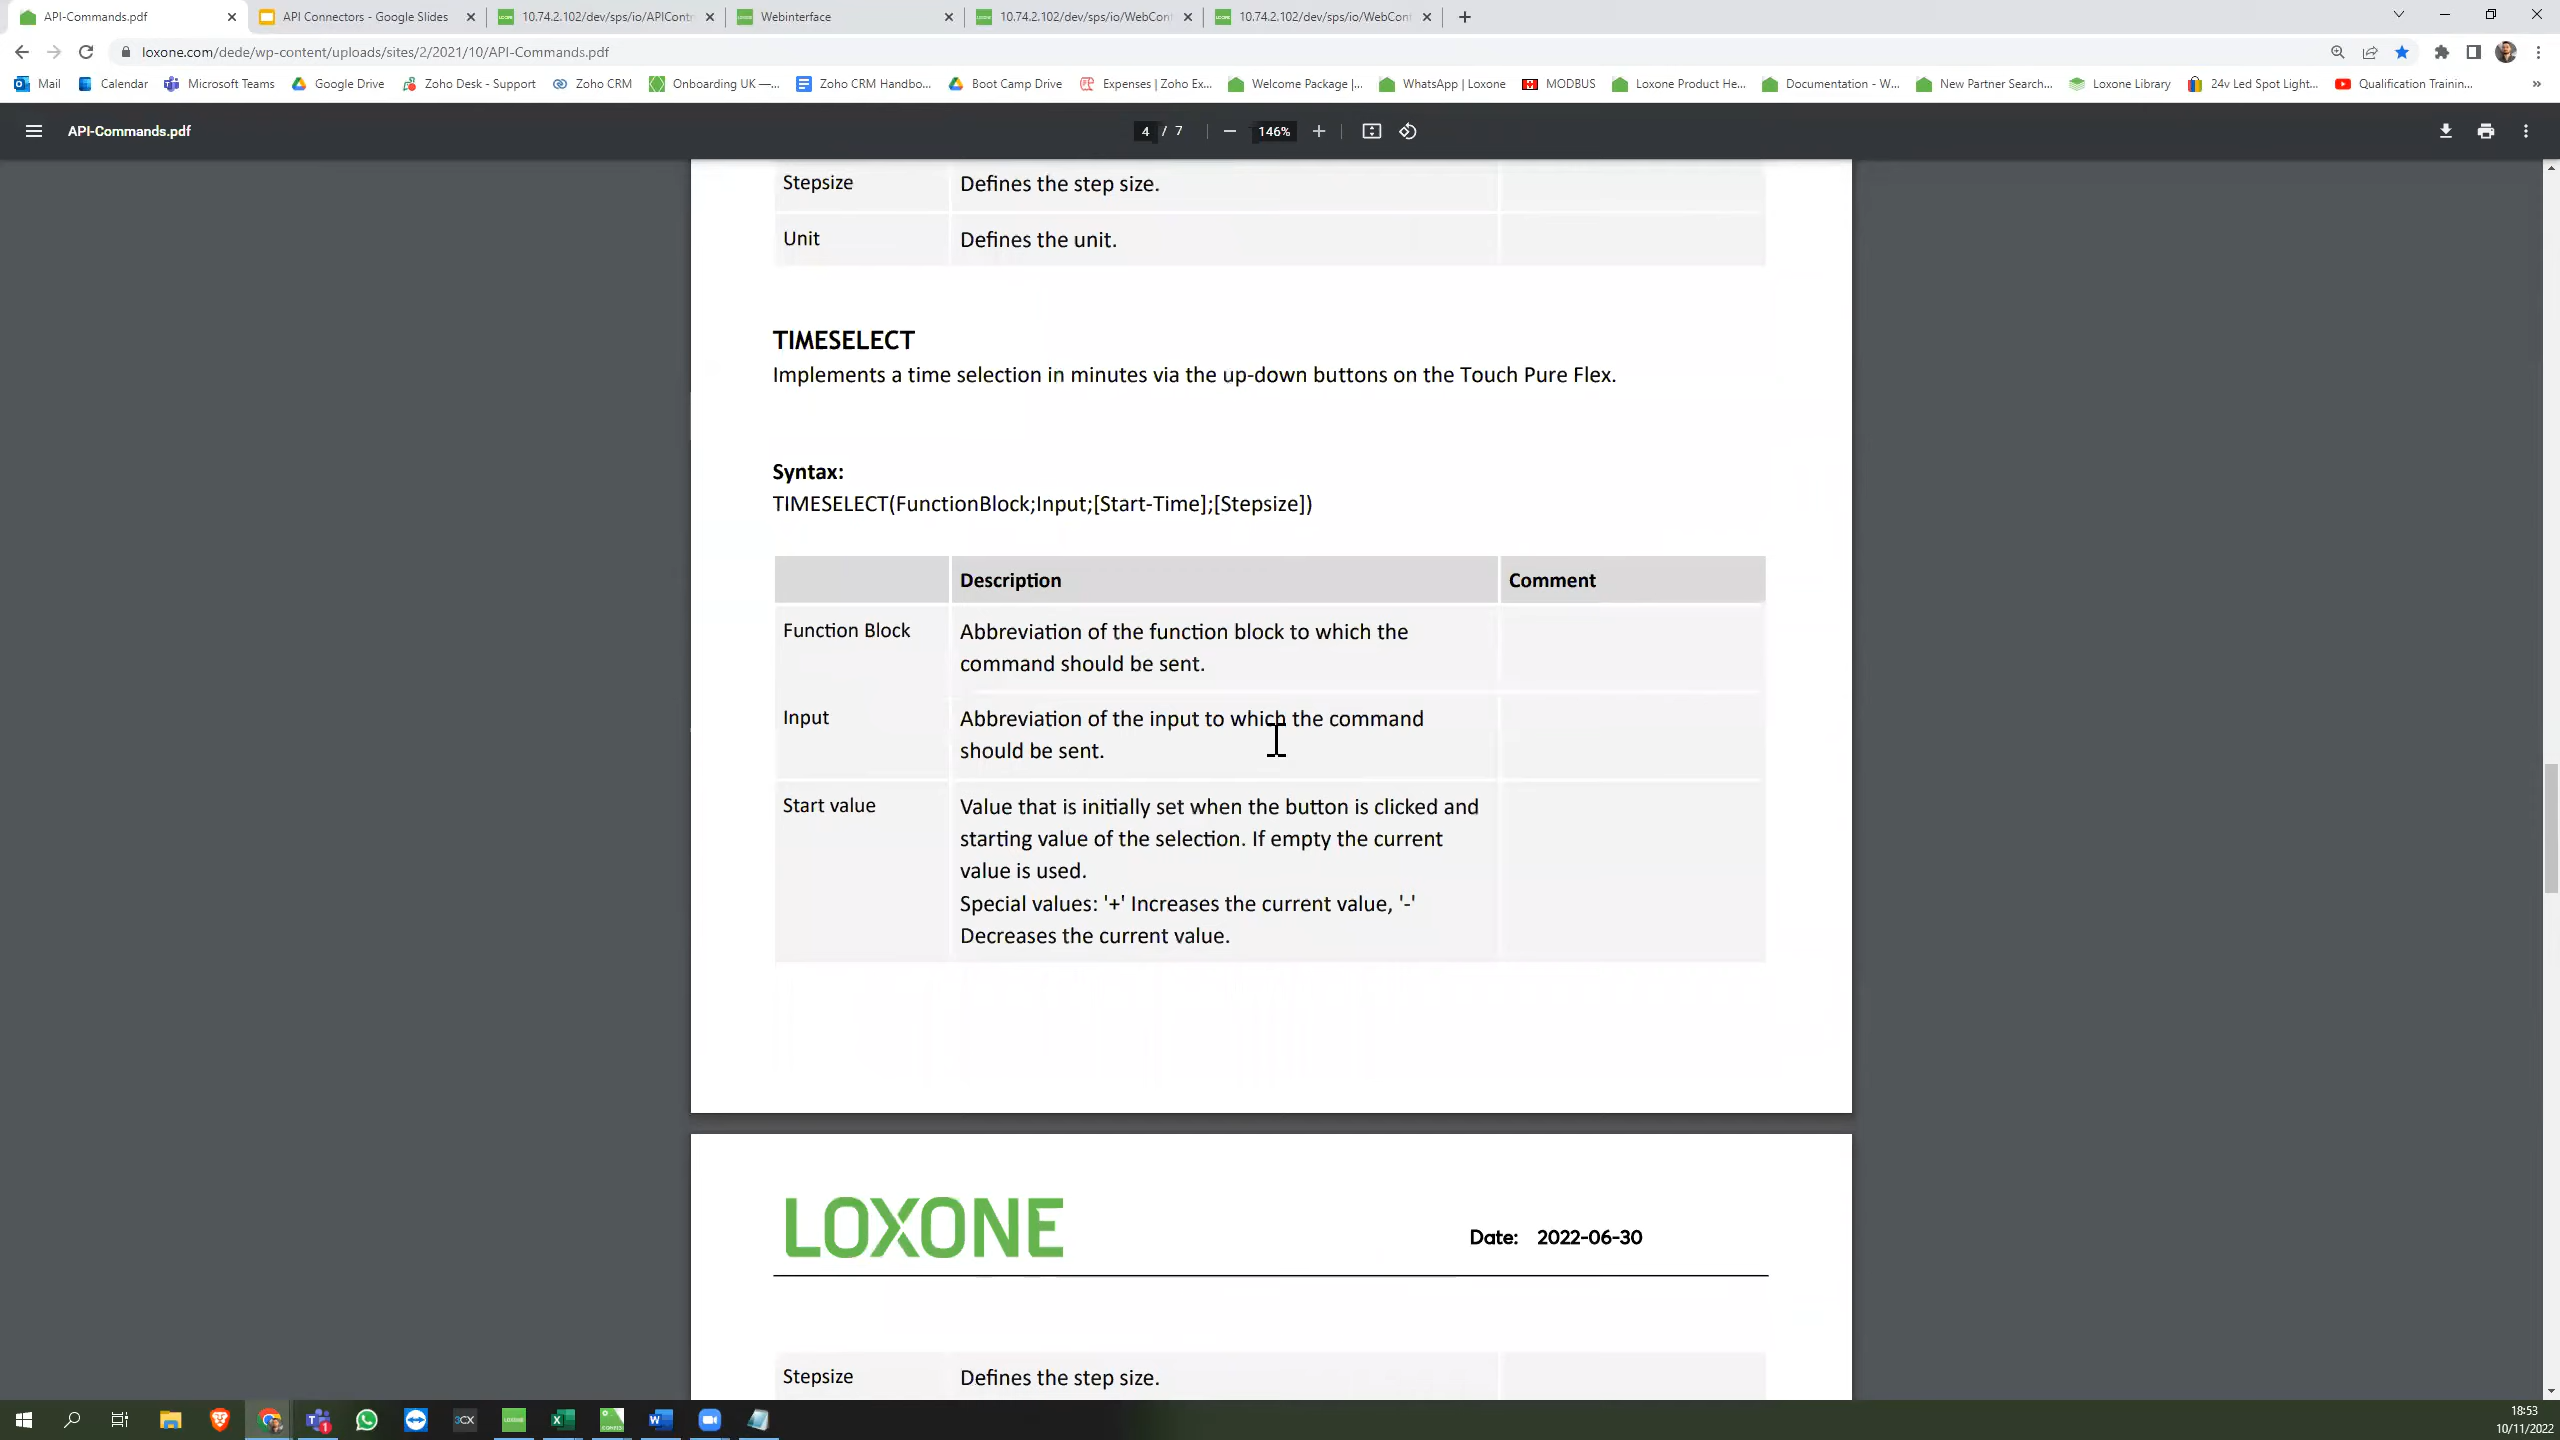 API-Commands.pdf
API Connectors - Google Slides
10.74.2.102/dev/sps/io/APIConn
Webinterface
10.74.2.102/dev/sps/io/WebCont
10.74.2.102/dev/sps/io/WebCont
loxone.com/dede/wp-content/uploads/sites/2/2021/10/API-Commands.pdf
Mail
Calendar
Microsoft Teams
Google Drive
Zoho Desk - Support
Zoho CRM
Onboarding UK —...
Zoho CRM Handbo...
Boot Camp Drive
Expenses | Zoho Ex...
Welcome Package |...
WhatsApp | Loxone
MODBUS
Loxone Product He...
Documentation - W...
New Partner Search...
Loxone Library
24v Led Spot Light...
Qualification Trainin...
»
API-Commands.pdf
4 / 7
146%
Stepsize
Defines the step size.
Unit
Defines the unit.
TIMESELECT
Implements a time selection in minutes via the up-down buttons on the Touch Pure Flex.
Syntax:
TIMESELECT(FunctionBlock;Input;[Start-Time];[Stepsize])
Description
Comment
Function Block
Abbreviation of the function block to which the
command should be sent.
Input
Abbreviation of the input to which the command
should be sent.
Start value
Value that is initially set when the button is clicked and
starting value of the selection. If empty the current
value is used.
Special values: '+' Increases the current value, '-'
Decreases the current value.
LOXONE
Date: 2022-06-30
Stepsize
Defines the step size.
3CX
18:53
10/11/2022